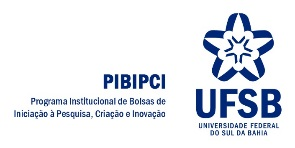 PIBIPCI
Programa Institucional de Bolsas de
Iniciação à Pesquisa, Criação e Inovação
UFSB
UNIVERSIDADE FEDERAL
DO SUL DA BAHIA